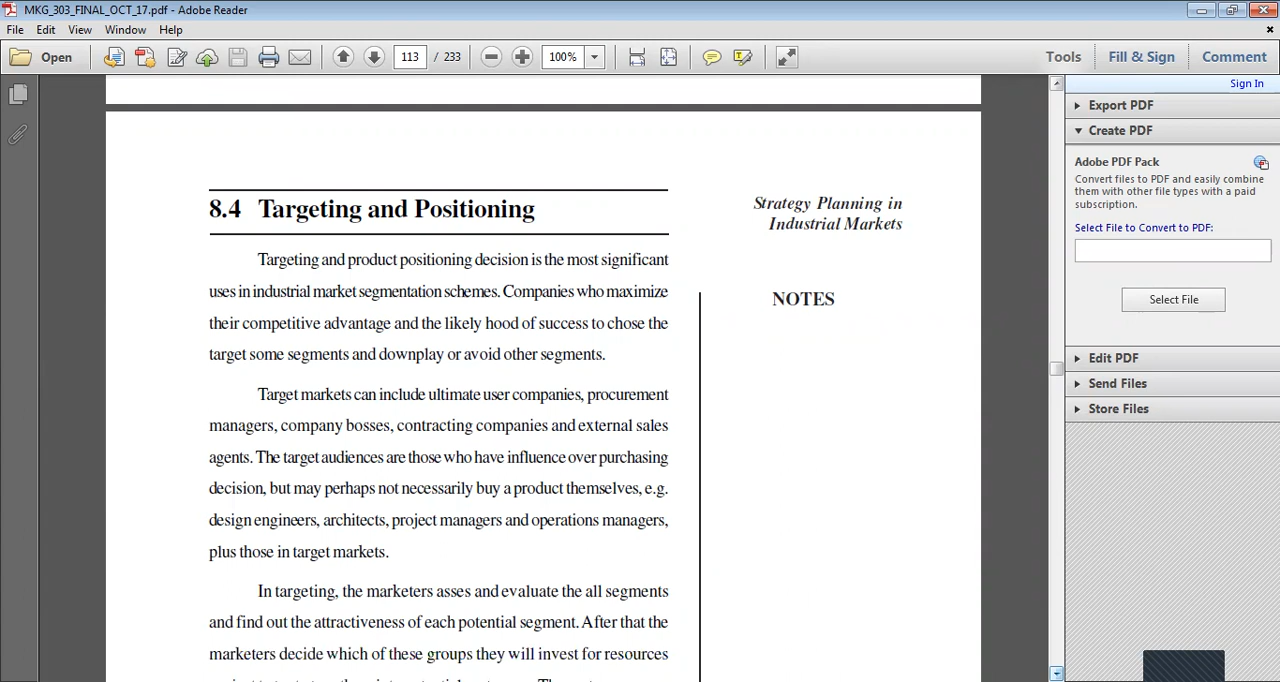 MKG_303_FINAL_OCT_17.pdf - Adobe Reader
File Edit View Window Help
Open 113 / 233 100% Tools Fill & Sign Comment
Sign In
Export PDF
Create PDF
Adobe PDF Pack
Convert files to PDF and easily combine
them with other file types with a paid
subscription.
Select File to Convert to PDF:
Select File
Edit PDF
Send Files
Store Files
8.4 Targeting and Positioning
Strategy Planning in
Industrial Markets
NOTES
Targeting and product positioning decision is the most significant
uses in industrial market segmentation schemes. Companies who maximize
their competitive advantage and the likely hood of success to chose the
target some segments and downplay or avoid other segments.
Target markets can include ultimate user companies, procurement
managers, company bosses, contracting companies and external sales
agents. The target audiences are those who have influence over purchasing
decision, but may perhaps not necessarily buy a product themselves, e.g.
design engineers, architects, project managers and operations managers,
plus those in target markets.
In targeting, the marketers asses and evaluate the all segments
and find out the attractiveness of each potential segment. After that the
marketers decide which of these groups they will invest for resources